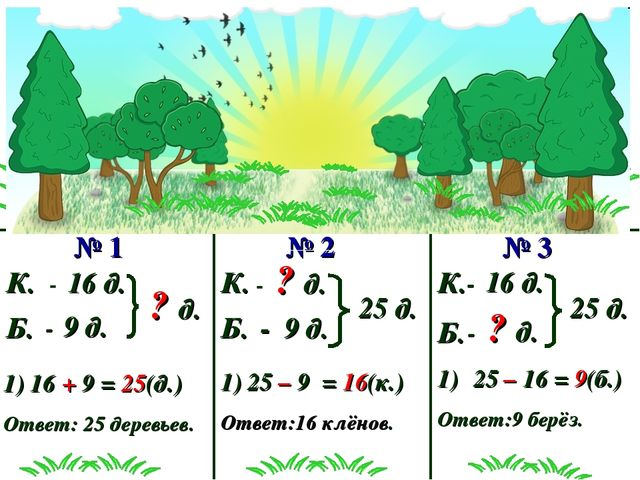 № 1
К. - 16 д.
Б. - 9 д.
? д.
1) 16 + 9 = 25(д.)
Ответ: 25 деревьев.
№ 2
К. - ? д.
Б. - 9 д.
25 д.
1) 25 – 9 = 16(к.)
Ответ:16 клёнов.
№ 3
К.- 16 д.
Б.- ? д.
25 д.
1) 25 – 16 = 9(б.)
Ответ:9 берёз.